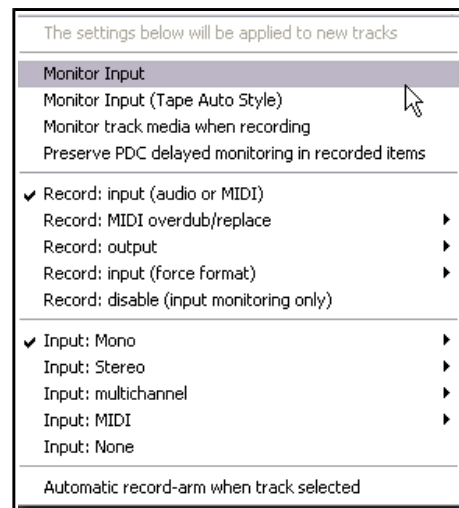 The settings below will be applied to new tracks
Monitor Input
Monitor Input (Tape Auto Style)
Monitor track media when recording
Preserve PDC delayed monitoring in recorded items
Record: input (audio or MIDI)
Record: MIDI overdub/replace
Record: output
Record: input (force format)
Record: disable (input monitoring only)
Input: Mono
Input: Stereo
Input: multichannel
Input: MIDI
Input: None
Automatic record-arm when track selected